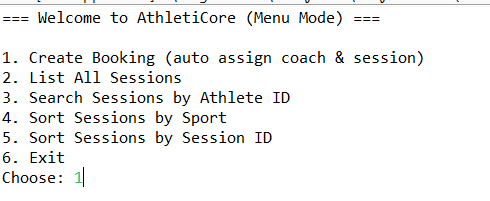 === Welcome to AthletiCore (Menu Mode) ===
1. Create Booking (auto assign coach & session)
2. List All Sessions
3. Search Sessions by Athlete ID
4. Sort Sessions by Sport
5. Sort Sessions by Session ID
6. Exit
Choose: 1